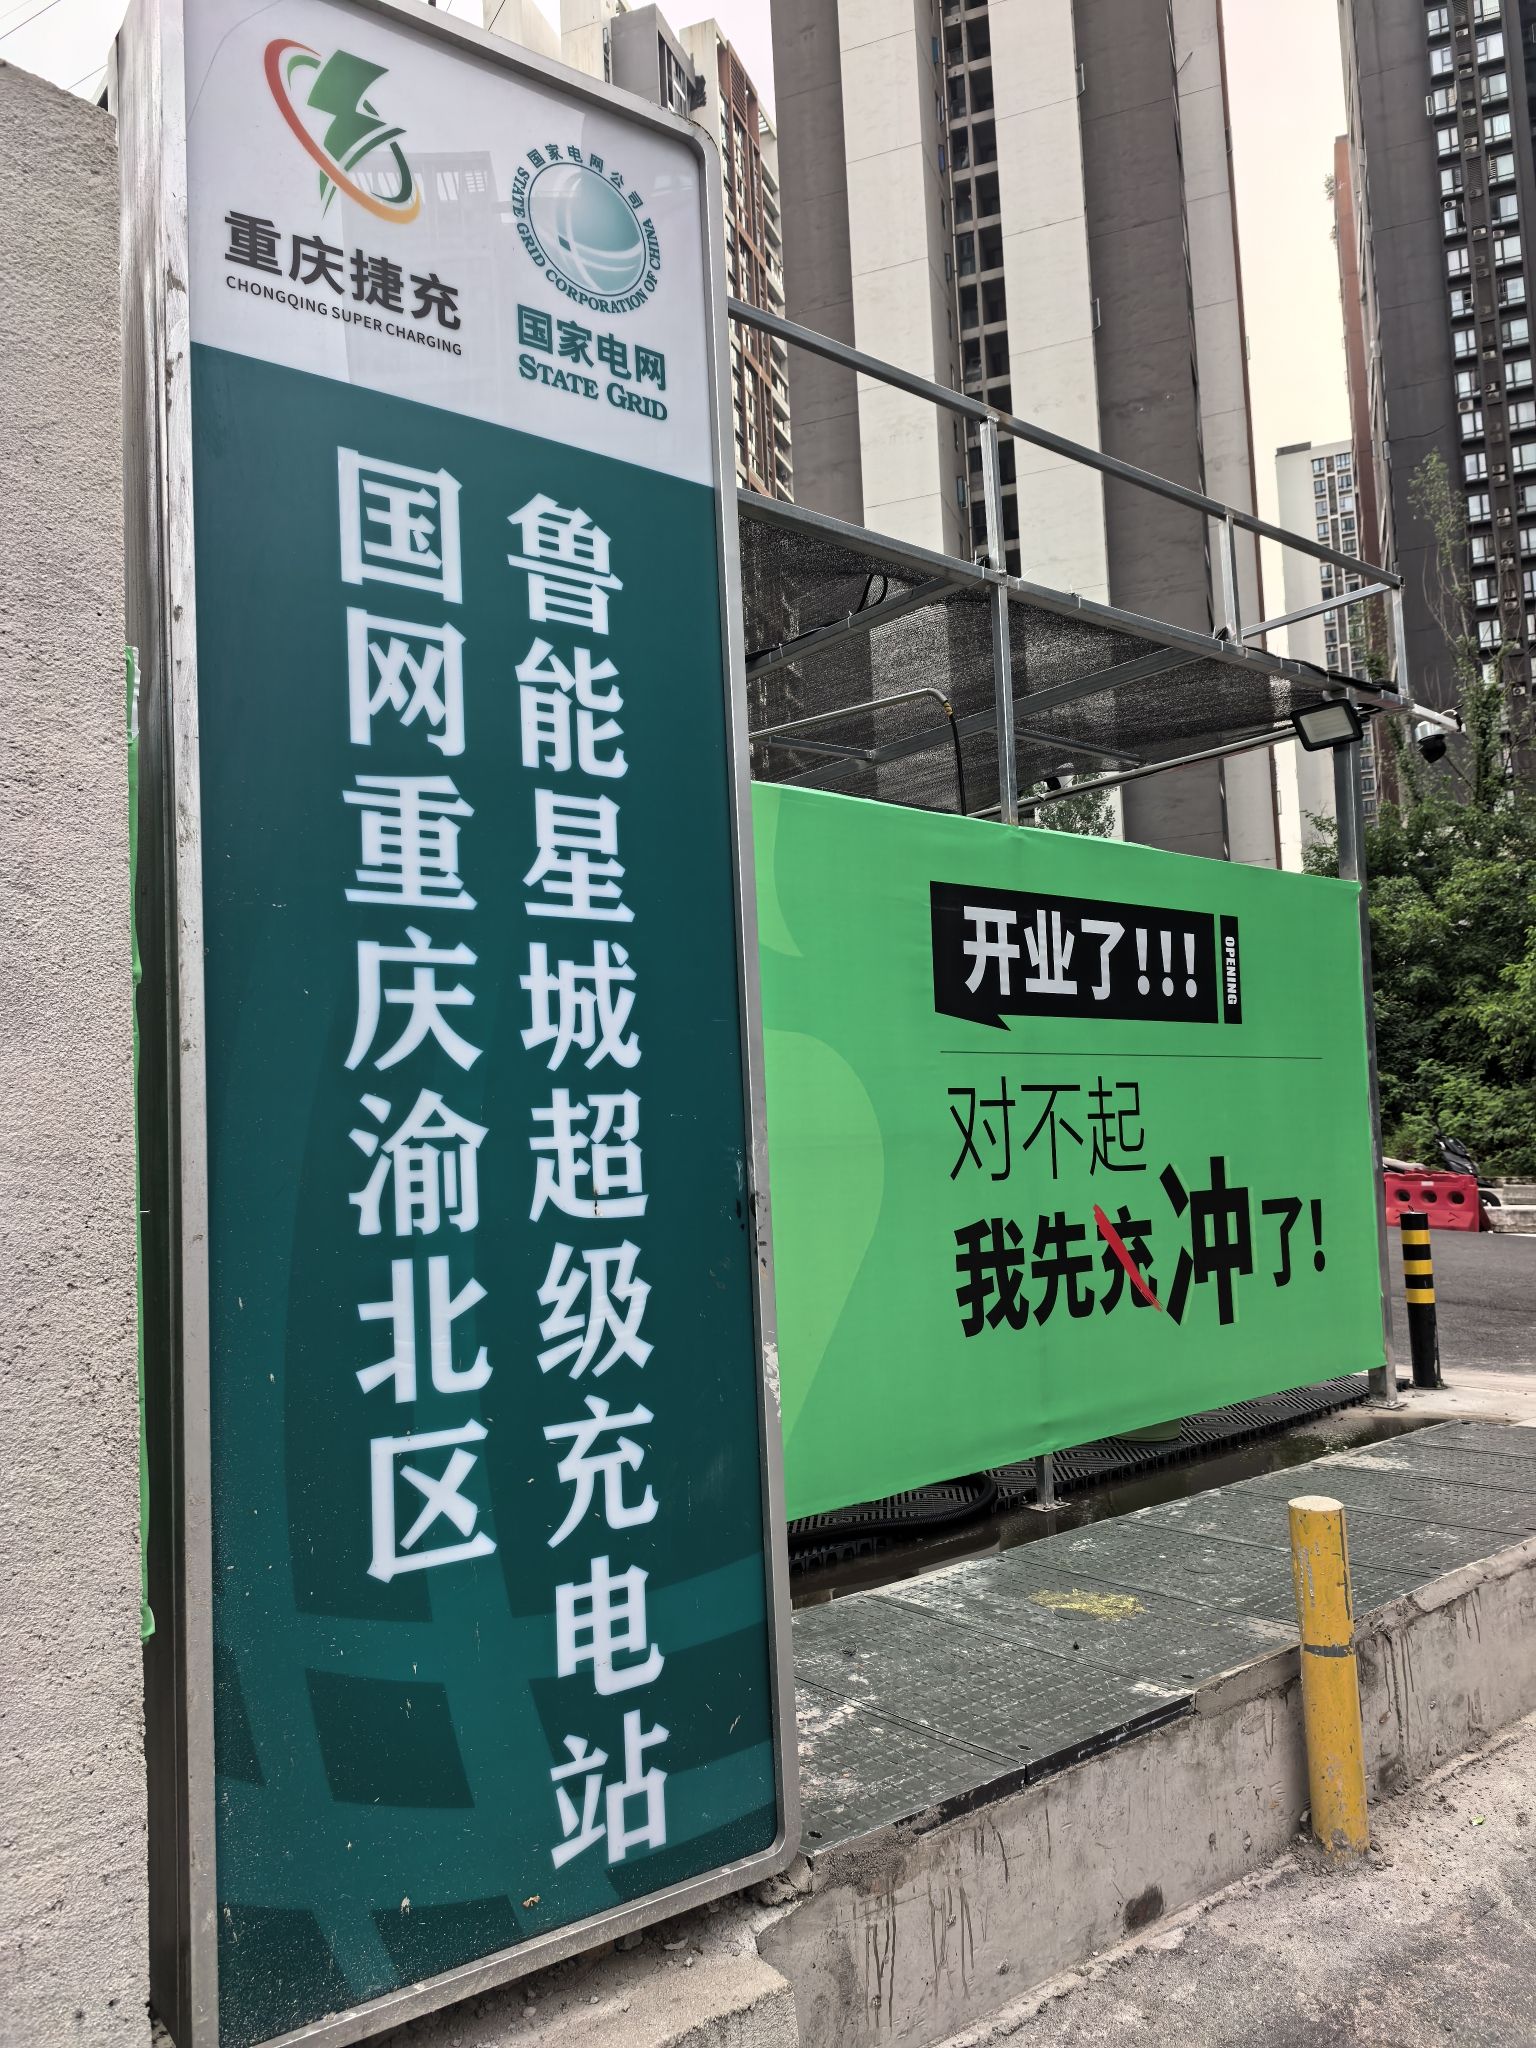 重庆捷充
CHONGQING SUPER CHARGING
国家电网公司
STATE GRID CORPORATION OF CHINA
国家电网
STATE GRID
国网重庆渝北区
鲁能星城超级充电站
开业了!!!
OPENING
对不起
我先充冲了!